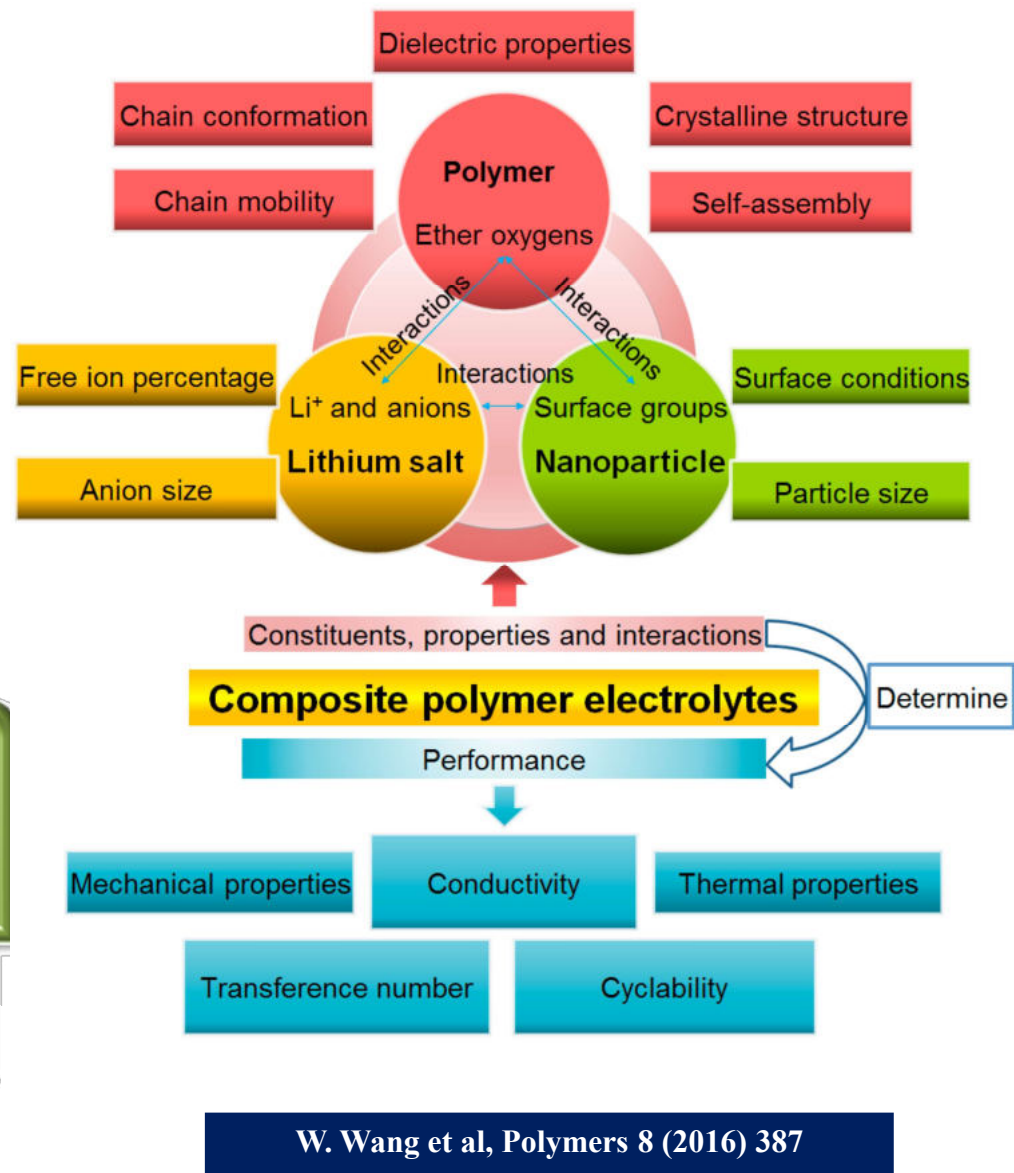 Dielectric properties
Chain conformation
Crystalline structure
Chain mobility
Self-assembly
Polymer
Ether oxygens
Interactions
Interactions
Interactions
Free ion percentage
Anion size
Li⁺ and anions
Lithium salt
Surface groups
Nanoparticle
Surface conditions
Particle size
Constituents, properties and interactions
Composite polymer electrolytes
Determine
Performance
Mechanical properties
Conductivity
Thermal properties
Transference number
Cyclability
W. Wang et al, Polymers 8 (2016) 387